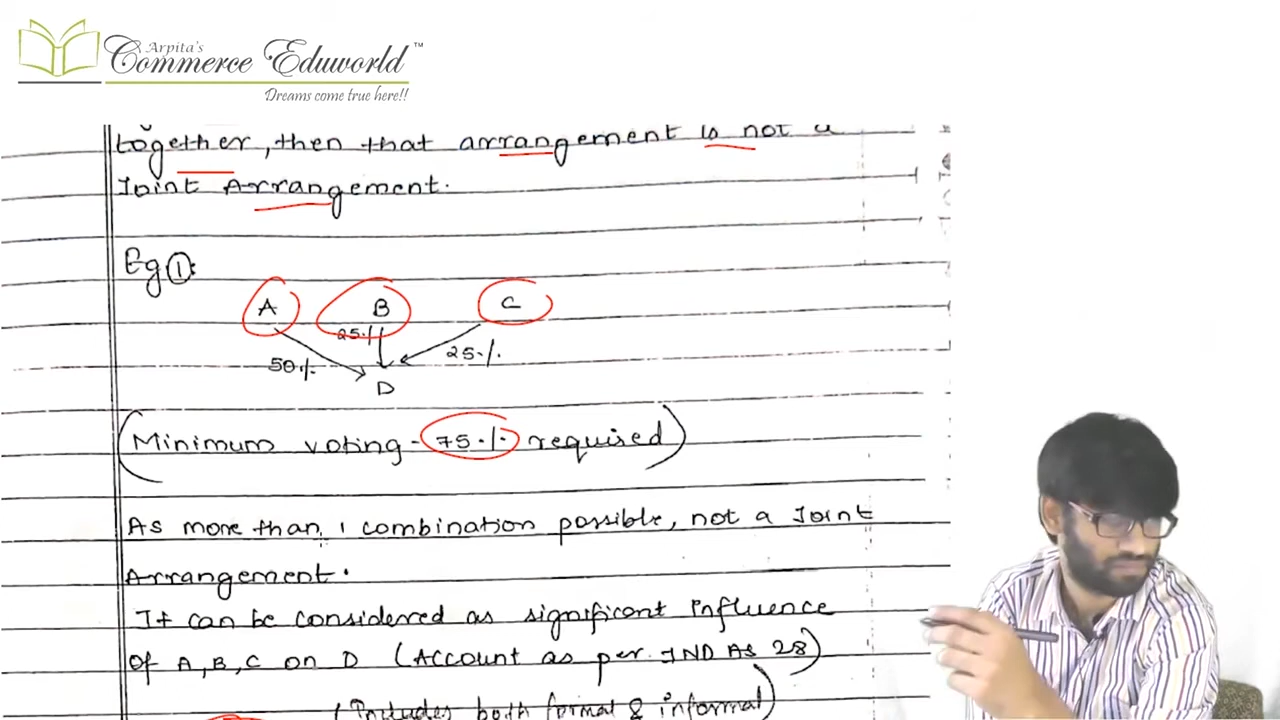 Arpita's
Commerce Eduworld™
Dreams come true here!!
together, then that arrangement is not a
Joint Arrangement.
Eg ①:
A B C
25%
50% 25%
D
(Minimum voting - 75% required)
As more than 1 combination possible, not a Joint
Arrangement.
It can be considered as significant Influence
Of A, B, C on D (Account as per IND AS 28)
(Includes both formal & informal)